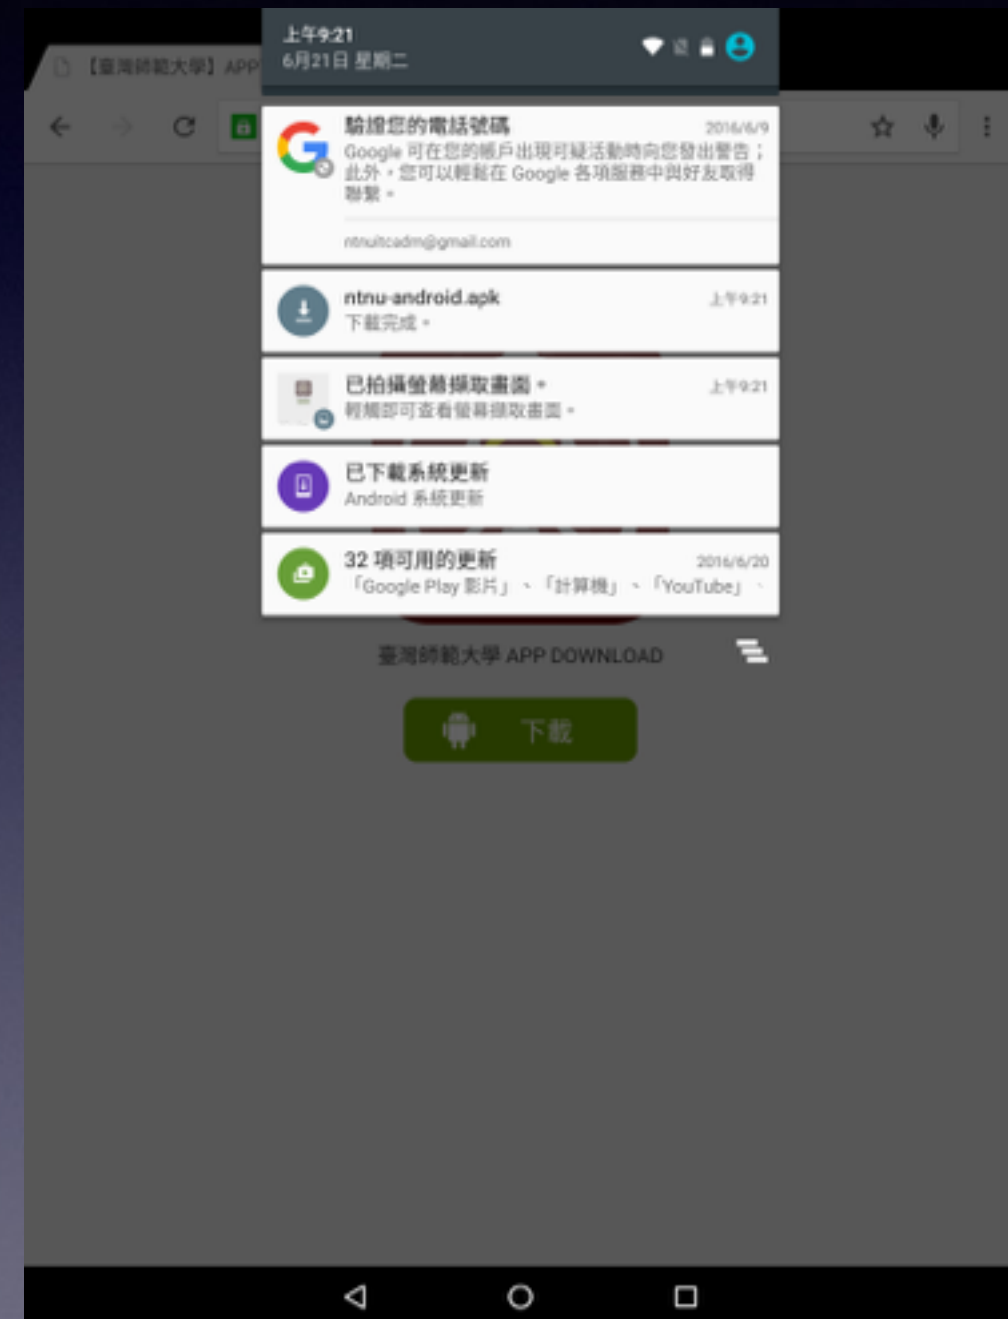 上午9:21
6月21日 星期二
【臺灣師範大學】APP
驗證您的電話號碼 2016/6/9
Google 可在您的帳戶出現可疑活動時向您發出警告；
此外，您可以輕鬆在 Google 各項服務中與好友取得
聯繫。
ntnuitcadm@gmail.com
ntnu-android.apk 上午9:21
下載完成。
已拍攝螢幕擷取畫面。 上午9:21
輕觸即可查看螢幕擷取畫面。
已下載系統更新
Android 系統更新
32 項可用的更新 2016/6/20
「Google Play 影片」、「計算機」、「YouTube」、
臺灣師範大學 APP DOWNLOAD
下載